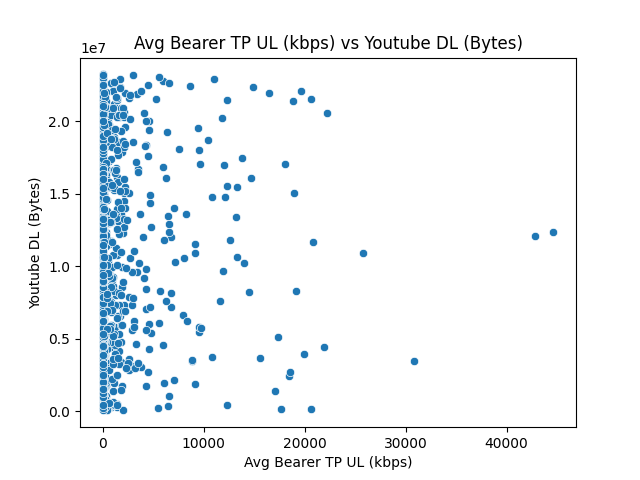 Avg Bearer TP UL (kbps) vs Youtube DL (Bytes)
1e7
2.0
1.5
1.0
0.5
0.0
Youtube DL (Bytes)
0 10000 20000 30000 40000
Avg Bearer TP UL (kbps)